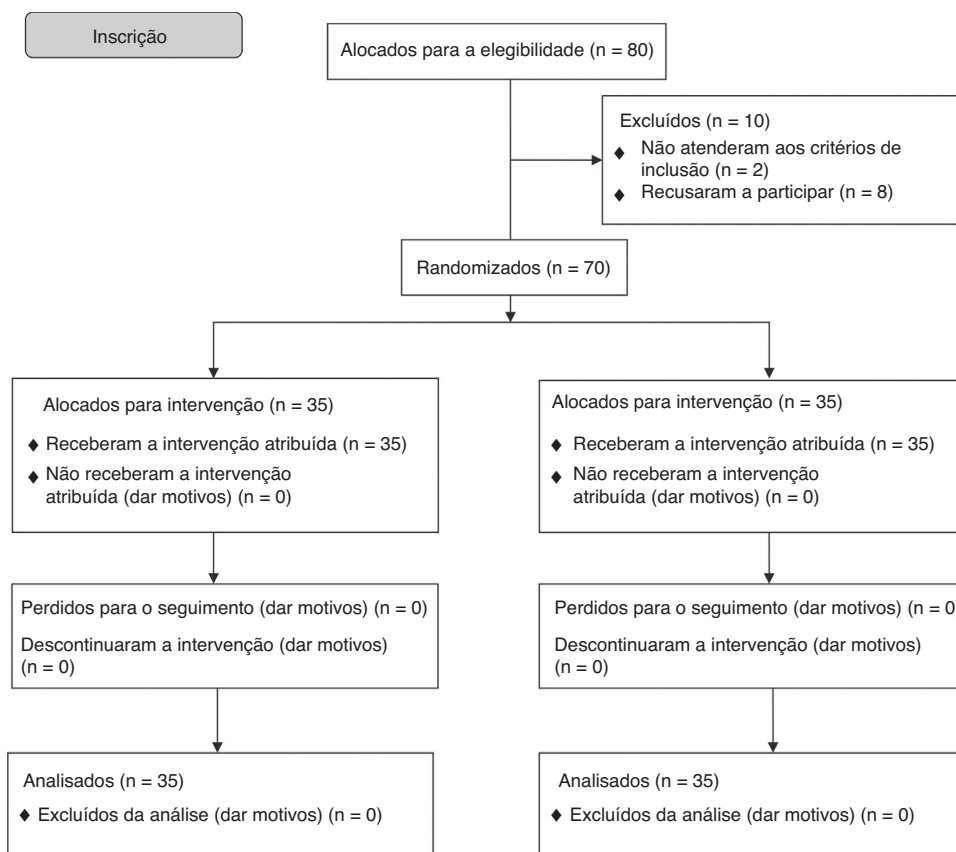 Inscrição
Alocados para a elegibilidade (n = 80)
Excluídos (n = 10)
♦ Não atenderam aos critérios de
inclusão (n = 2)
♦ Recusaram a participar (n = 8)
Randomizados (n = 70)
Alocados para intervenção (n = 35)
♦ Receberam a intervenção atribuída (n = 35)
♦ Não receberam a intervenção
atribuída (dar motivos) (n = 0)
Alocados para intervenção (n = 35)
♦ Receberam a intervenção atribuída (n = 35)
♦ Não receberam a intervenção
atribuída (dar motivos) (n = 0)
Perdidos para o seguimento (dar motivos) (n = 0)
Descontinuaram a intervenção (dar motivos)
(n = 0)
Perdidos para o seguimento (dar motivos) (n = 0)
Descontinuaram a intervenção (dar motivos)
(n = 0)
Analisados (n = 35)
♦ Excluídos da análise (dar motivos) (n = 0)
Analisados (n = 35)
♦ Excluídos da análise (dar motivos) (n = 0)